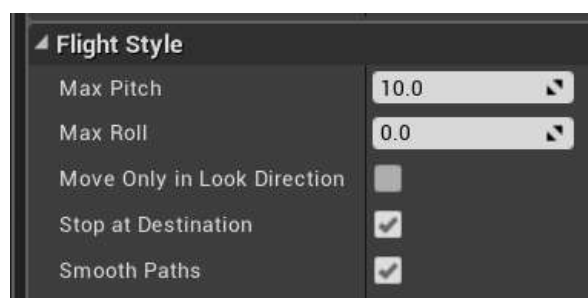 Flight Style
Max Pitch 10.0
Max Roll 0.0
Move Only in Look Direction
Stop at Destination
Smooth Paths